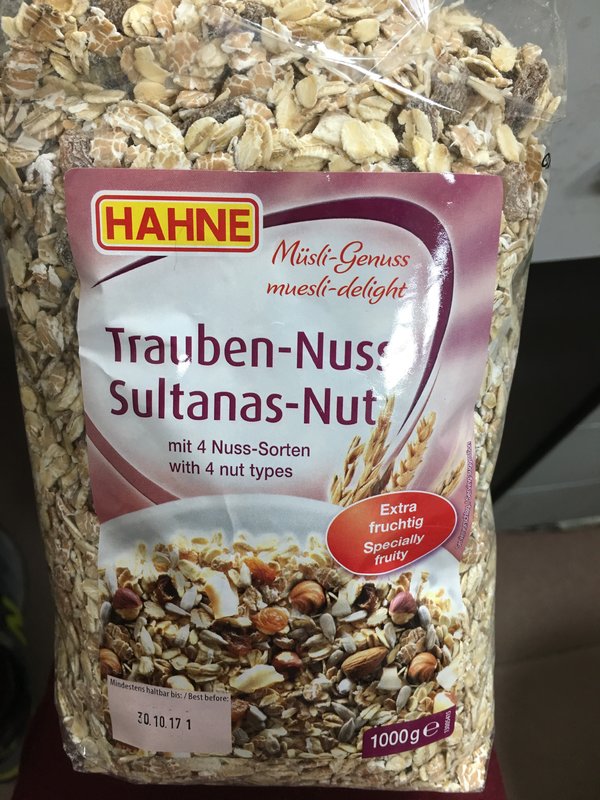 HAHNE
Müsli-Genuss
muesli-delight
Trauben-Nuss
Sultanas-Nut
mit 4 Nuss-Sorten
with 4 nut types
Extra
fruchtig
Specially
fruity
Mindestens haltbar bis: / Best before:
30.10.17 1
1000g e